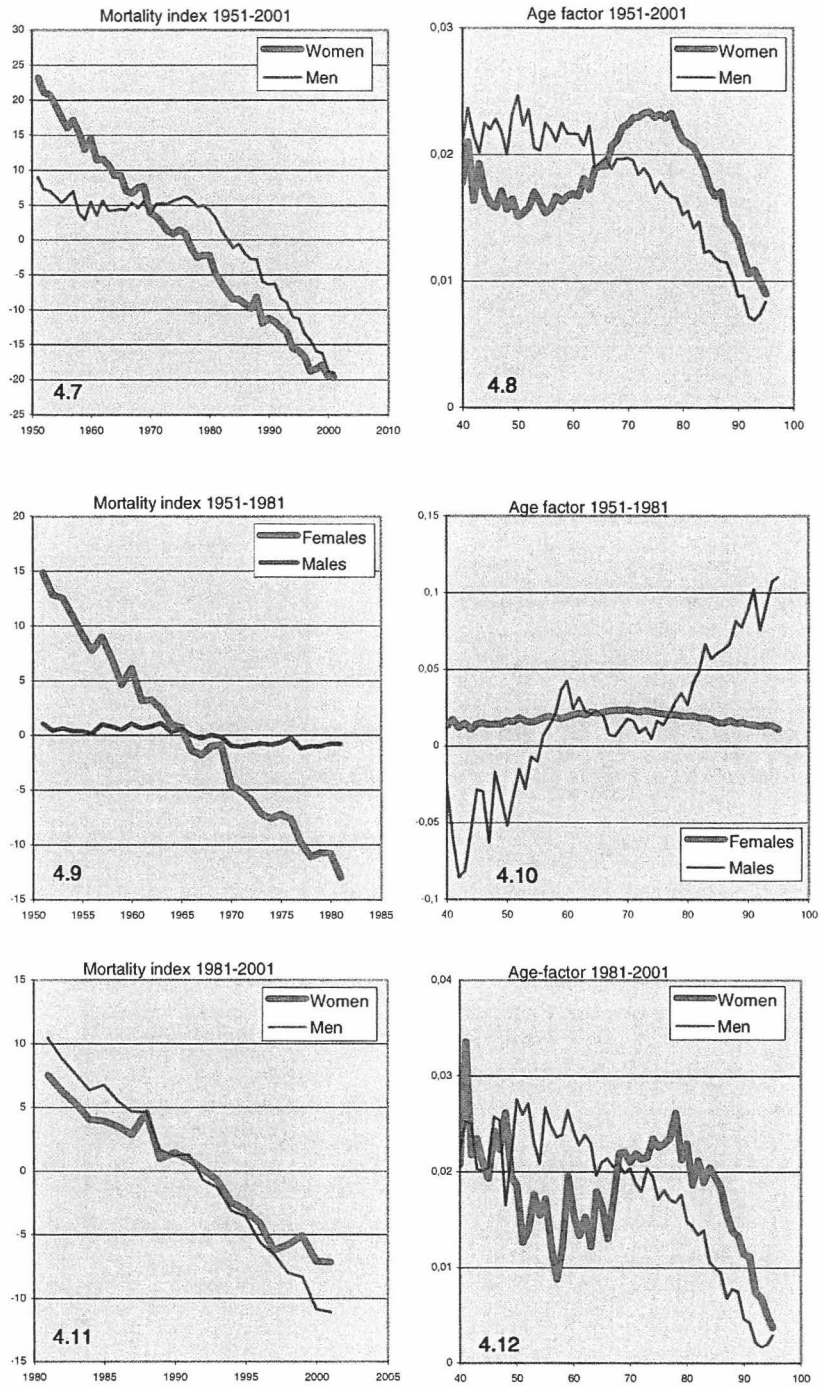 Mortality index 1951-2001
30
25
20
15
10
5
0
-5
-10
-15
-20
-25
Women
Men
4.7
1950 1960 1970 1980 1990 2000 2010
Age factor 1951-2001
0,04
0,03
0,02
0,01
0
Women
Men
4.8
40 50 60 70 80 90 100
Mortality index 1951-1981
20
15
10
5
0
-5
-10
-15
Females
Males
4.9
1950 1955 1960 1965 1970 1975 1980 1985
Age factor 1951-1981
0,15
0,1
0,05
0
-0,05
-0,1
Females
Males
4.10
40 50 60 70 80 90 100
Mortality index 1981-2001
15
10
5
0
-5
-10
-15
Women
Men
4.11
1980 1985 1990 1995 2000 2005
Age-factor 1981-2001
0,04
0,03
0,02
0,01
0
Women
Men
4.12
40 50 60 70 80 90 100